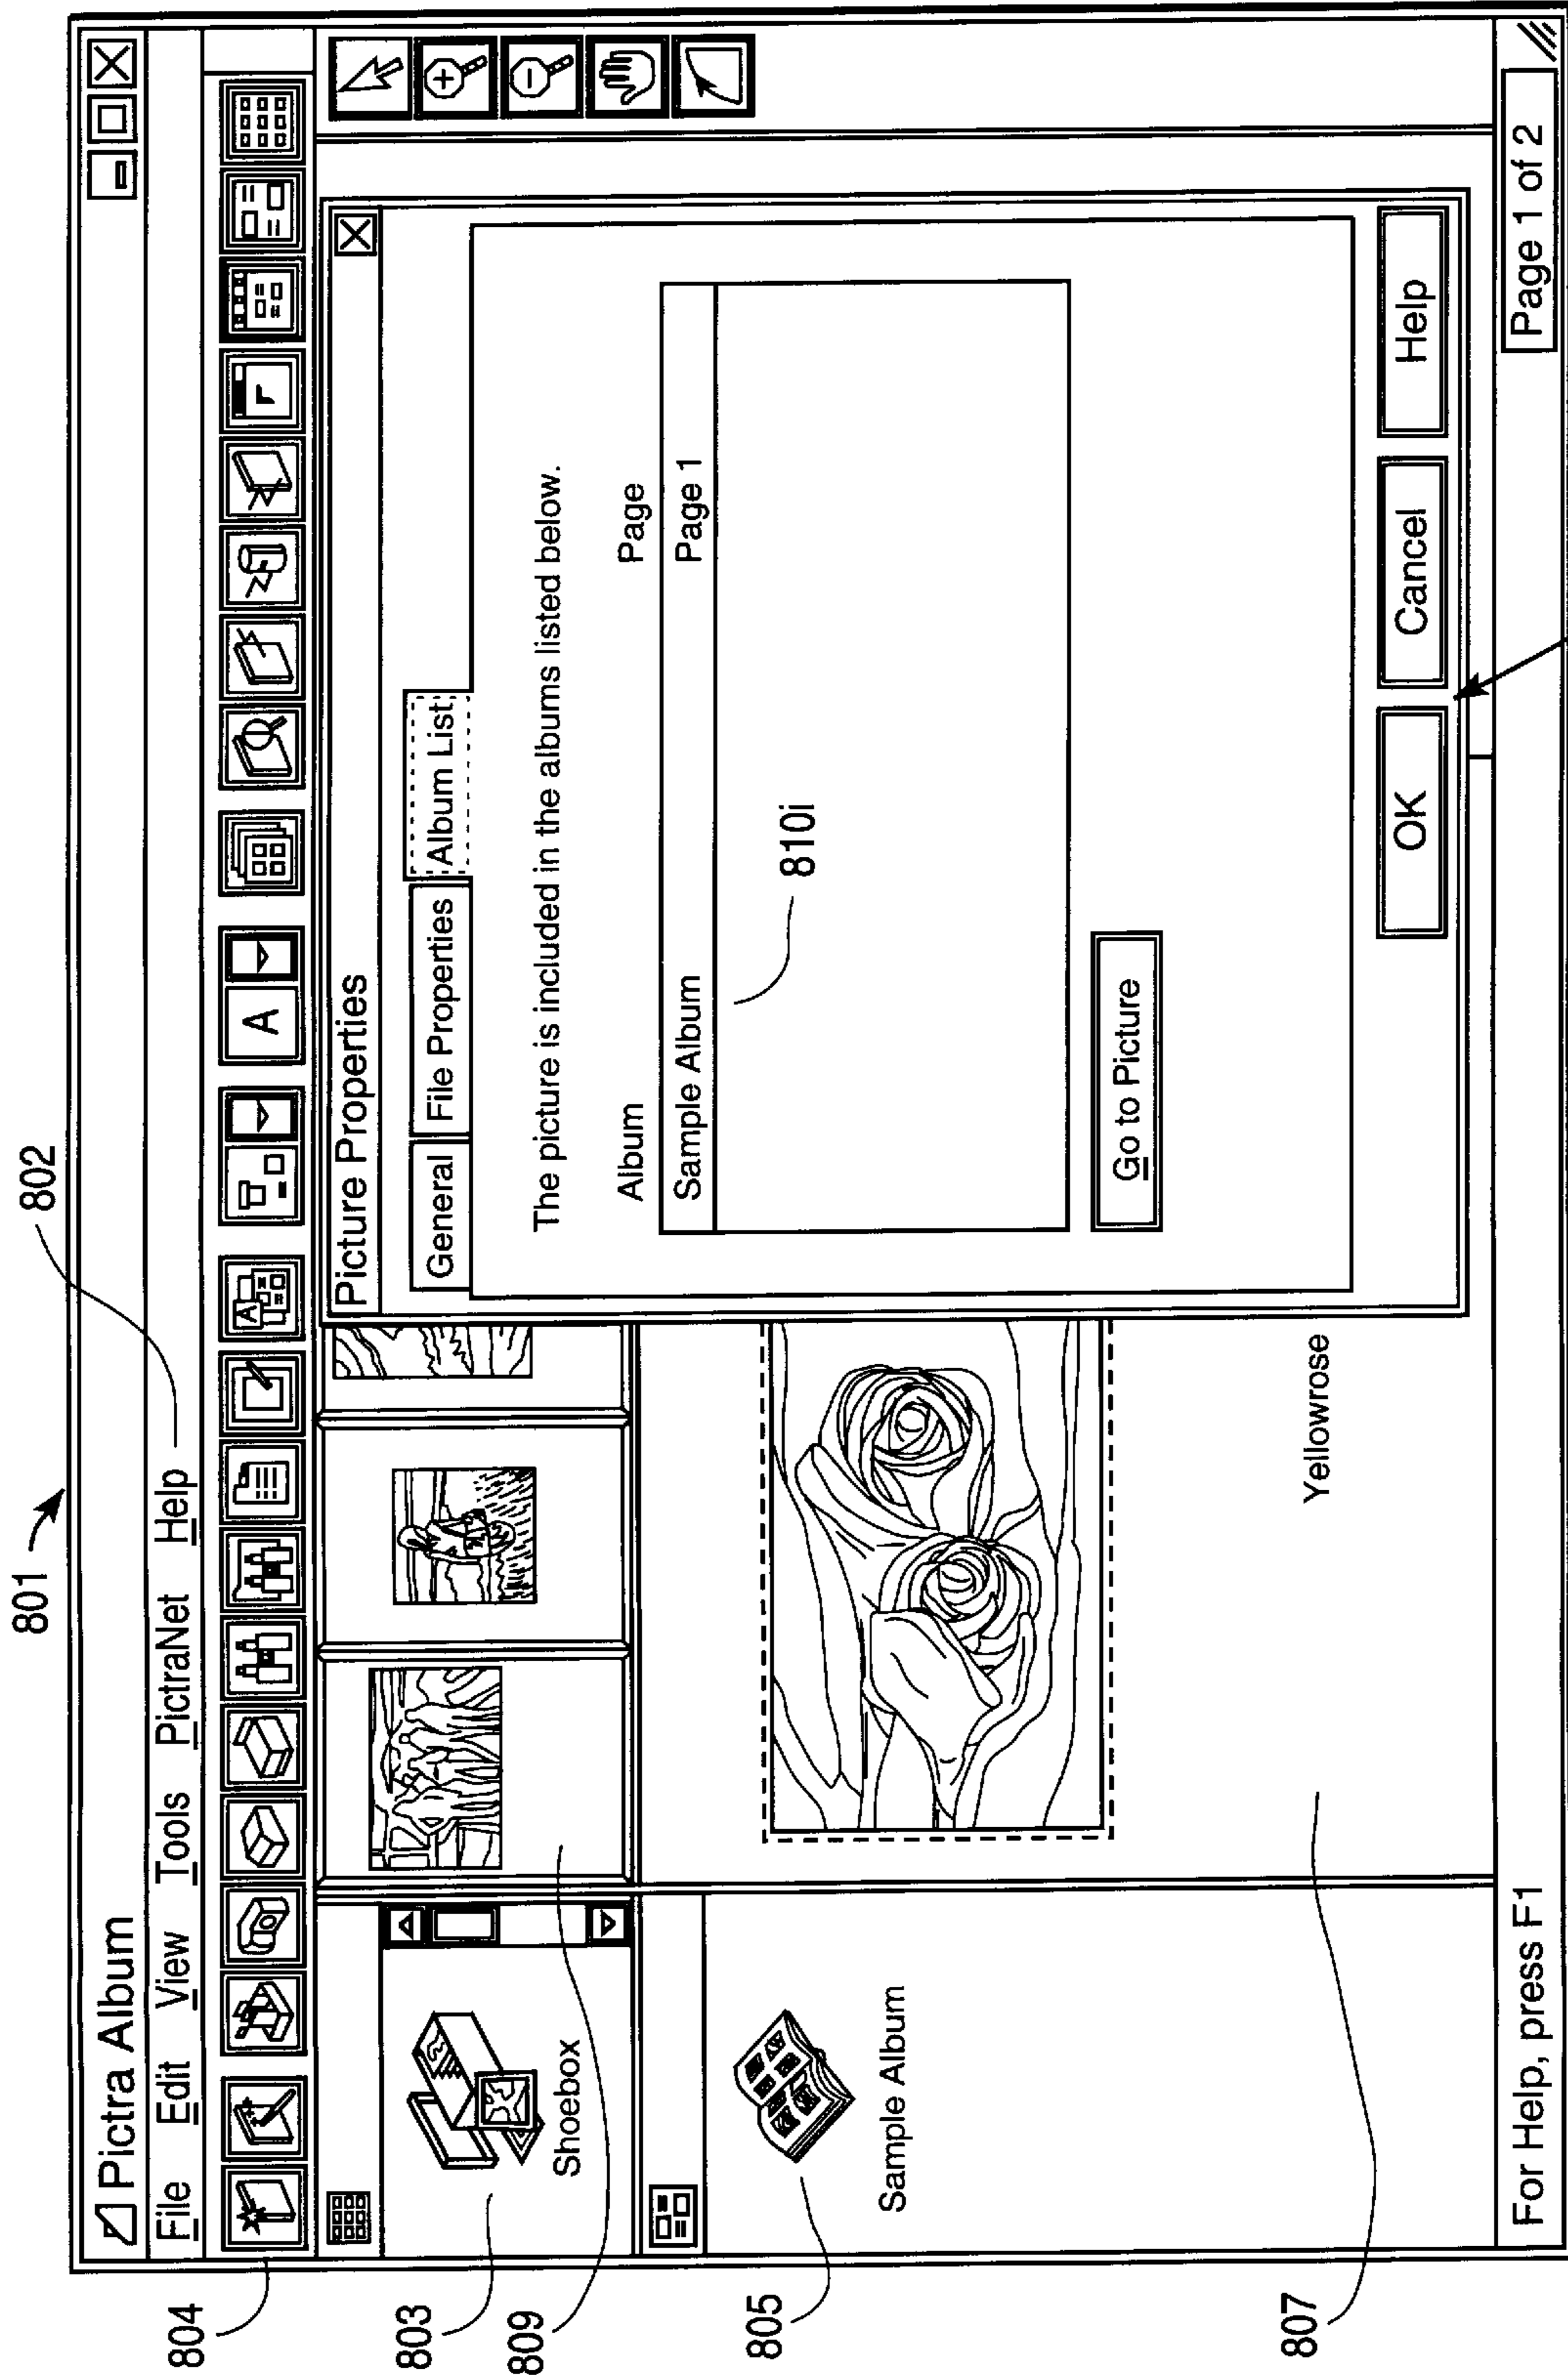 801
802
Pictra Album
File Edit View Tools PictraNet Help
804
A
A
Picture Properties
General File Properties Album List
The picture is included in the albums listed below.
Album Page
Sample Album Page 1
810i
Go to Picture
OK Cancel Help
803
Shoebox
809
805
Sample Album
Yellowrose
807
For Help, press F1
Page 1 of 2